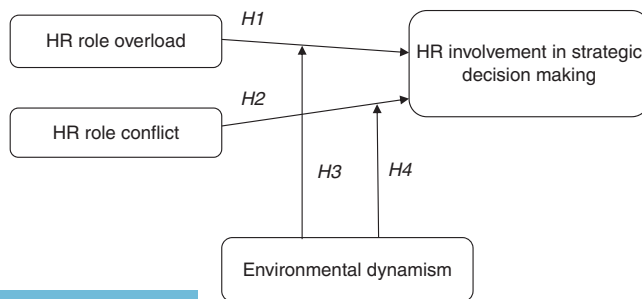 H1
HR role overload
HR involvement in strategic
decision making
H2
HR role conflict
H3
H4
Environmental dynamism